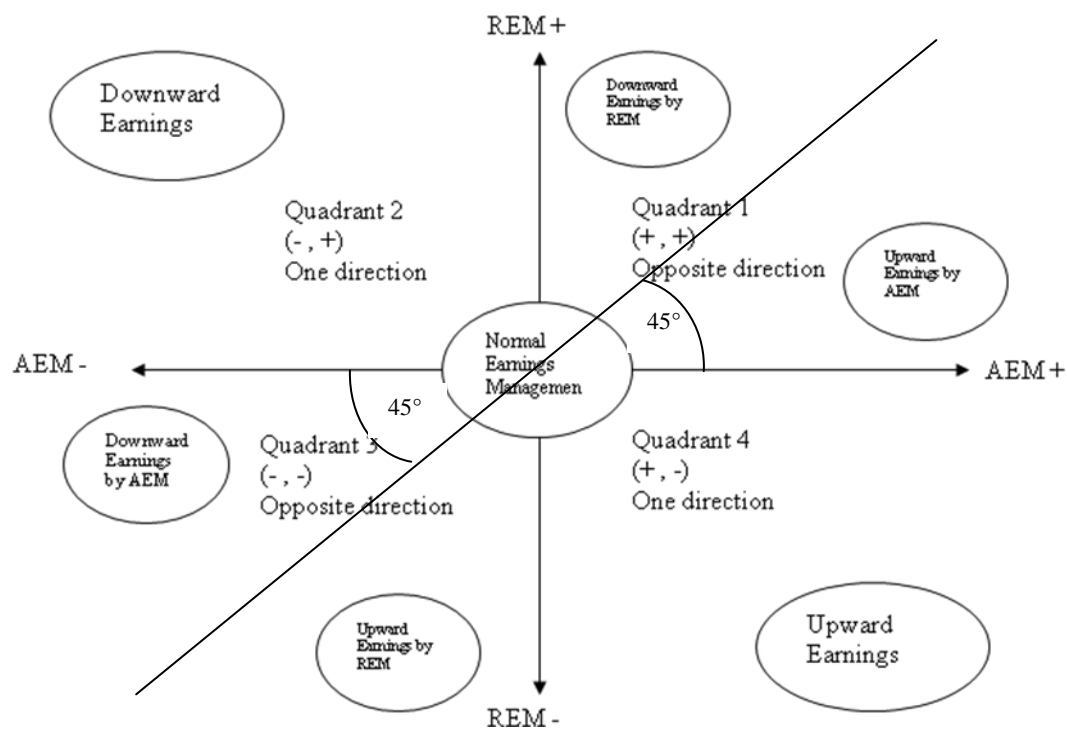 REM +
Downward
Earnings
Downward
Earnings by
REM
Quadrant 2
(- , +)
One direction
Quadrant 1
(+ , +)
Opposite direction
Upward
Earnings by
AEM
45°
Normal
Earnings
Managemen
AEM -
AEM +
45°
Downward
Earnings
by AEM
Quadrant 3
(- , -)
Opposite direction
Quadrant 4
(+ , -)
One direction
Upward
Earnings by
REM
Upward
Earnings
REM -